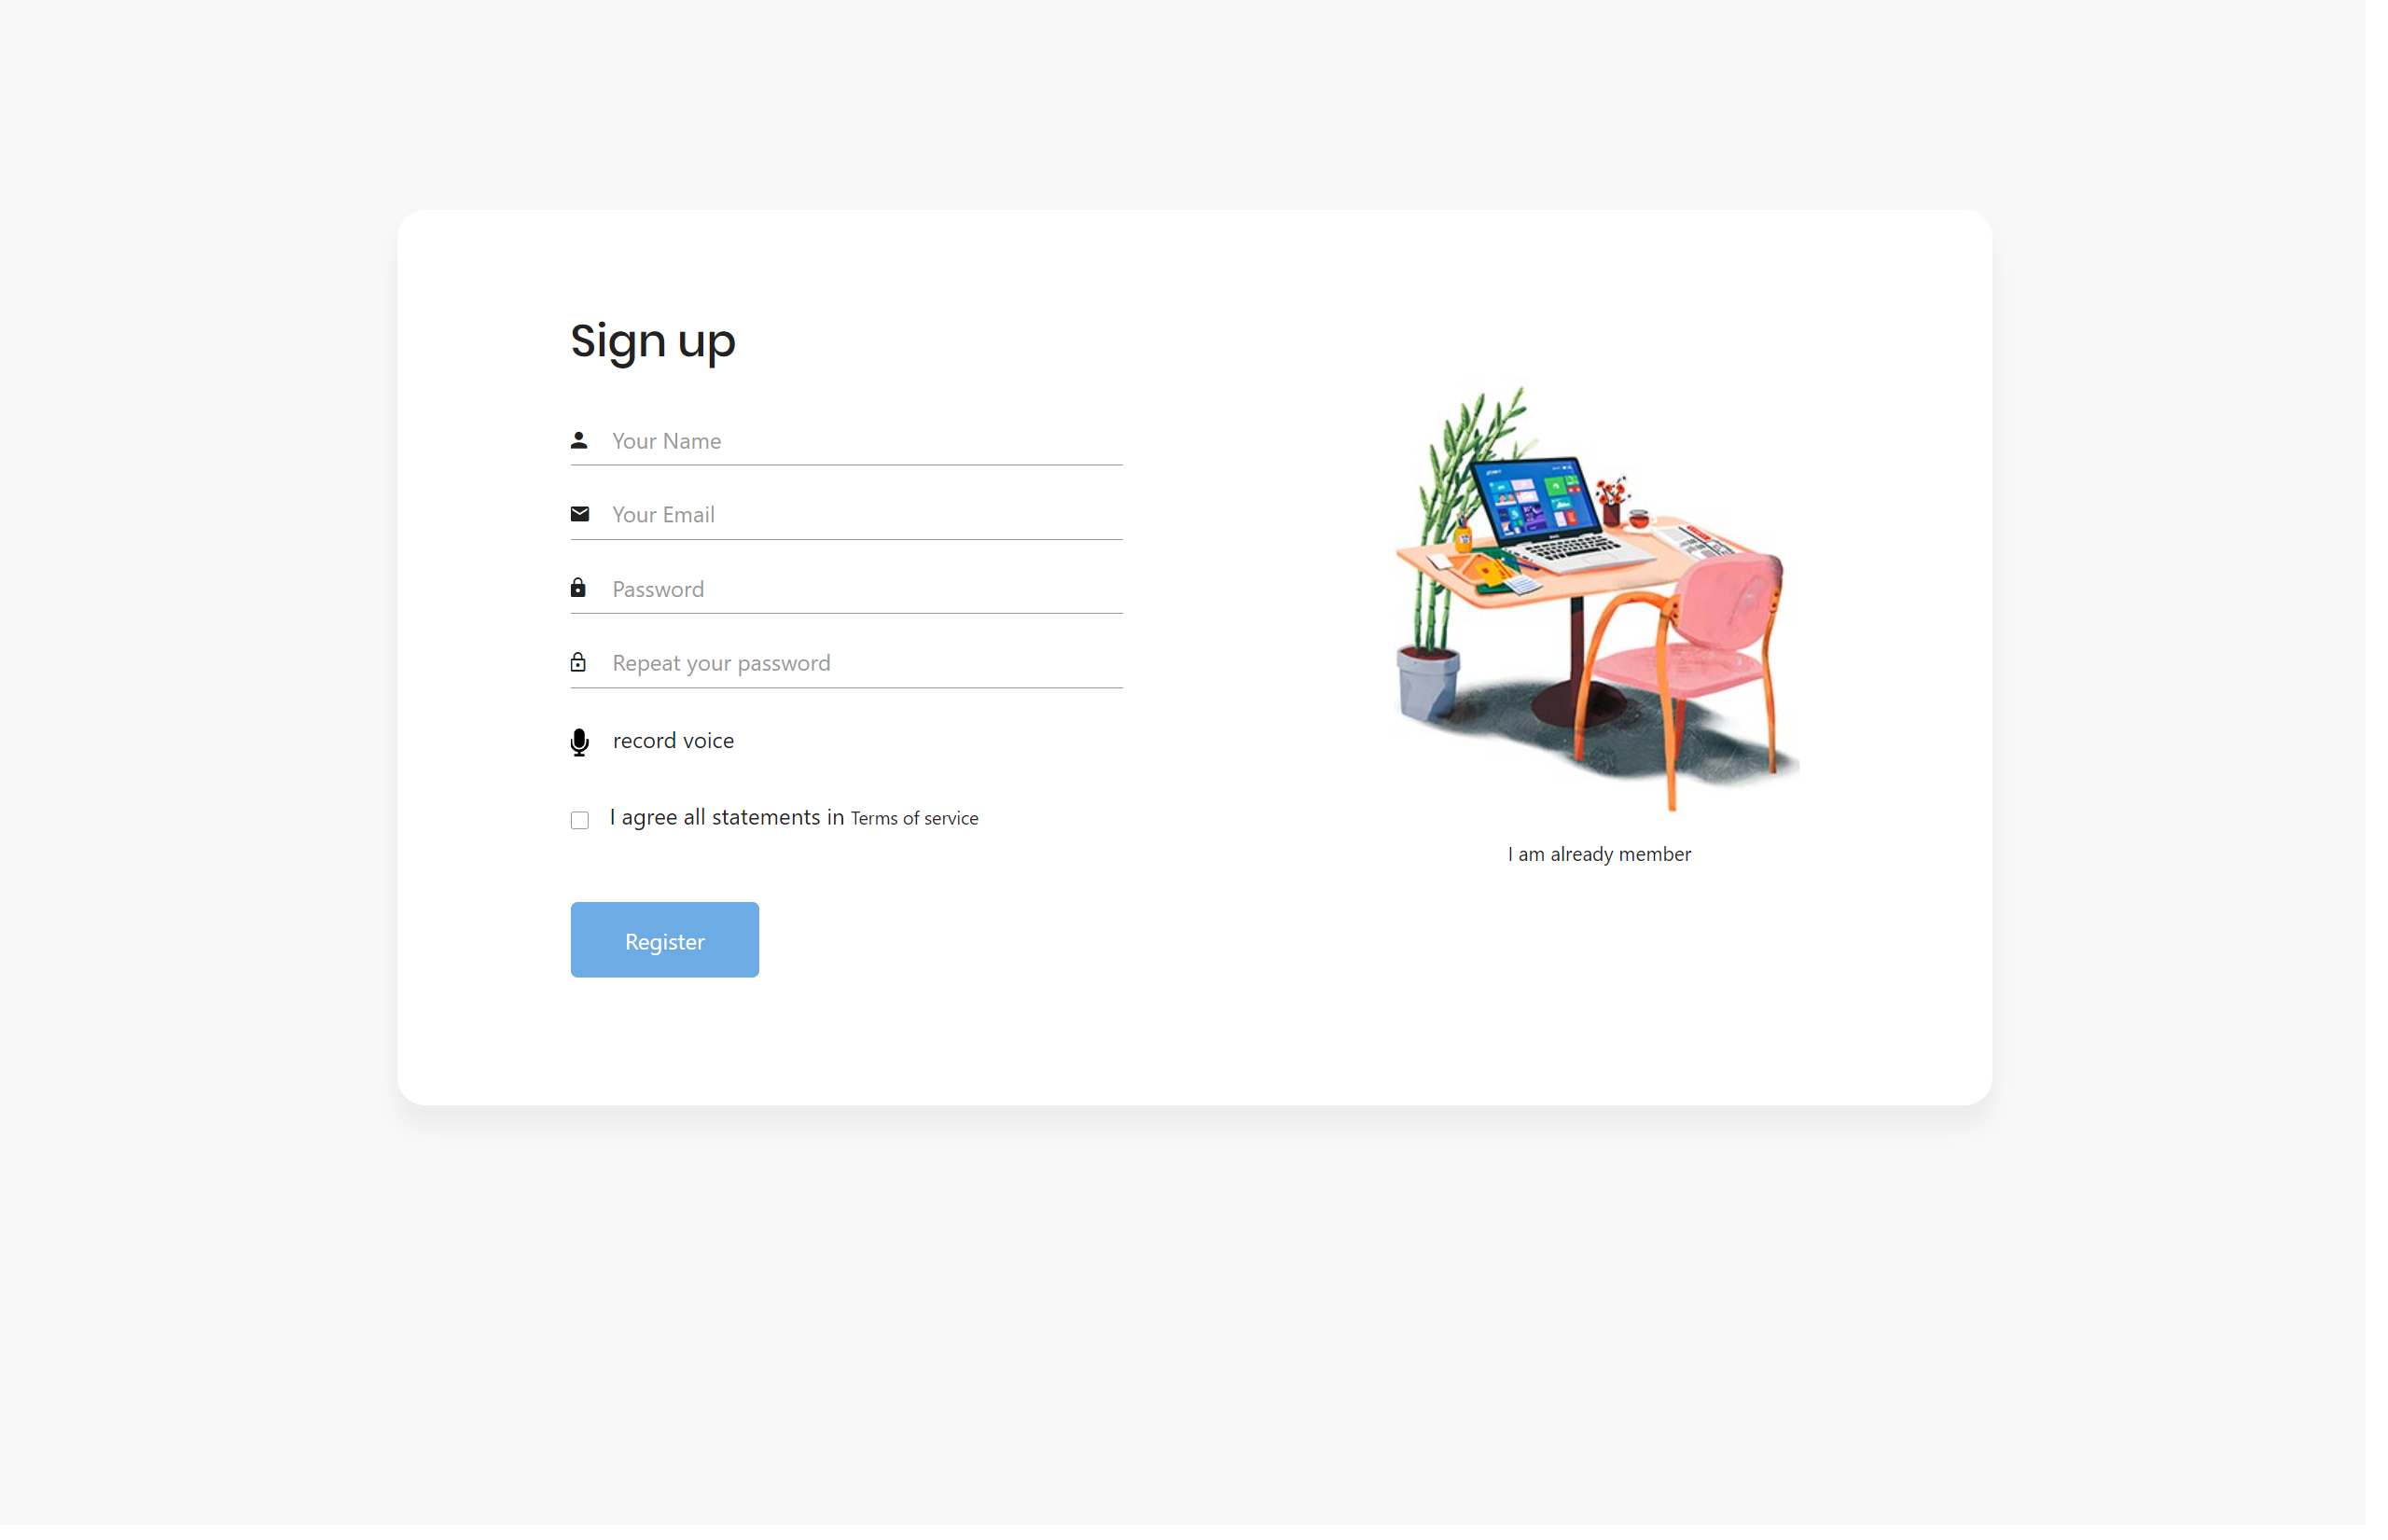 Sign up
Your Name
Your Email
Password
Repeat your password
record voice
I agree all statements in Terms of service
Register
I am already member